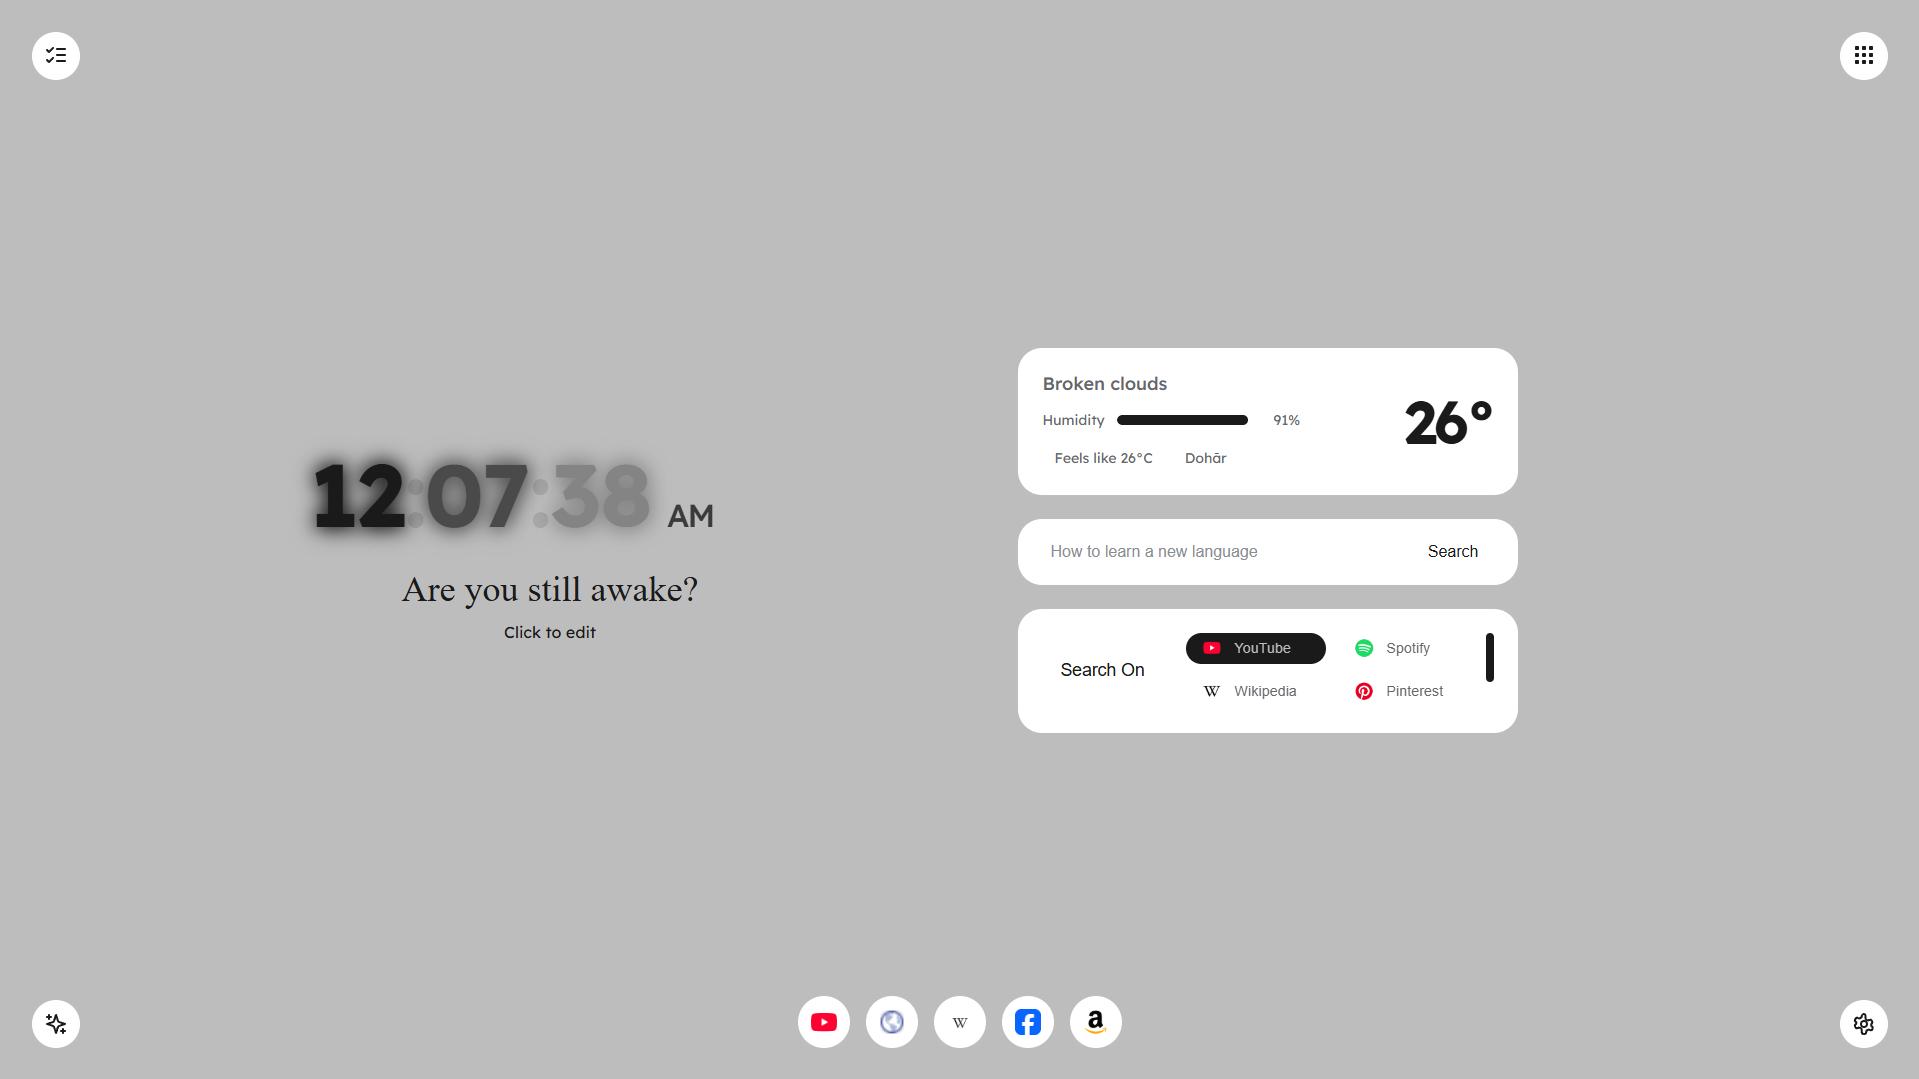 12:07:38 AM
Are you still awake?
Click to edit
Broken clouds
Humidity 91%
Feels like 26°C Dohār
26°
How to learn a new language Search
Search On
YouTube Spotify
Wikipedia Pinterest